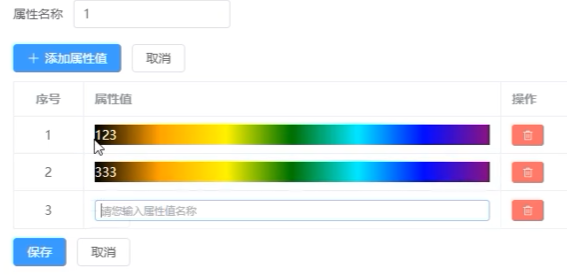 属性名称 1
+ 添加属性值 取消
序号 属性值 操作
1 123
2 333
3 请您输入属性值名称
保存 取消